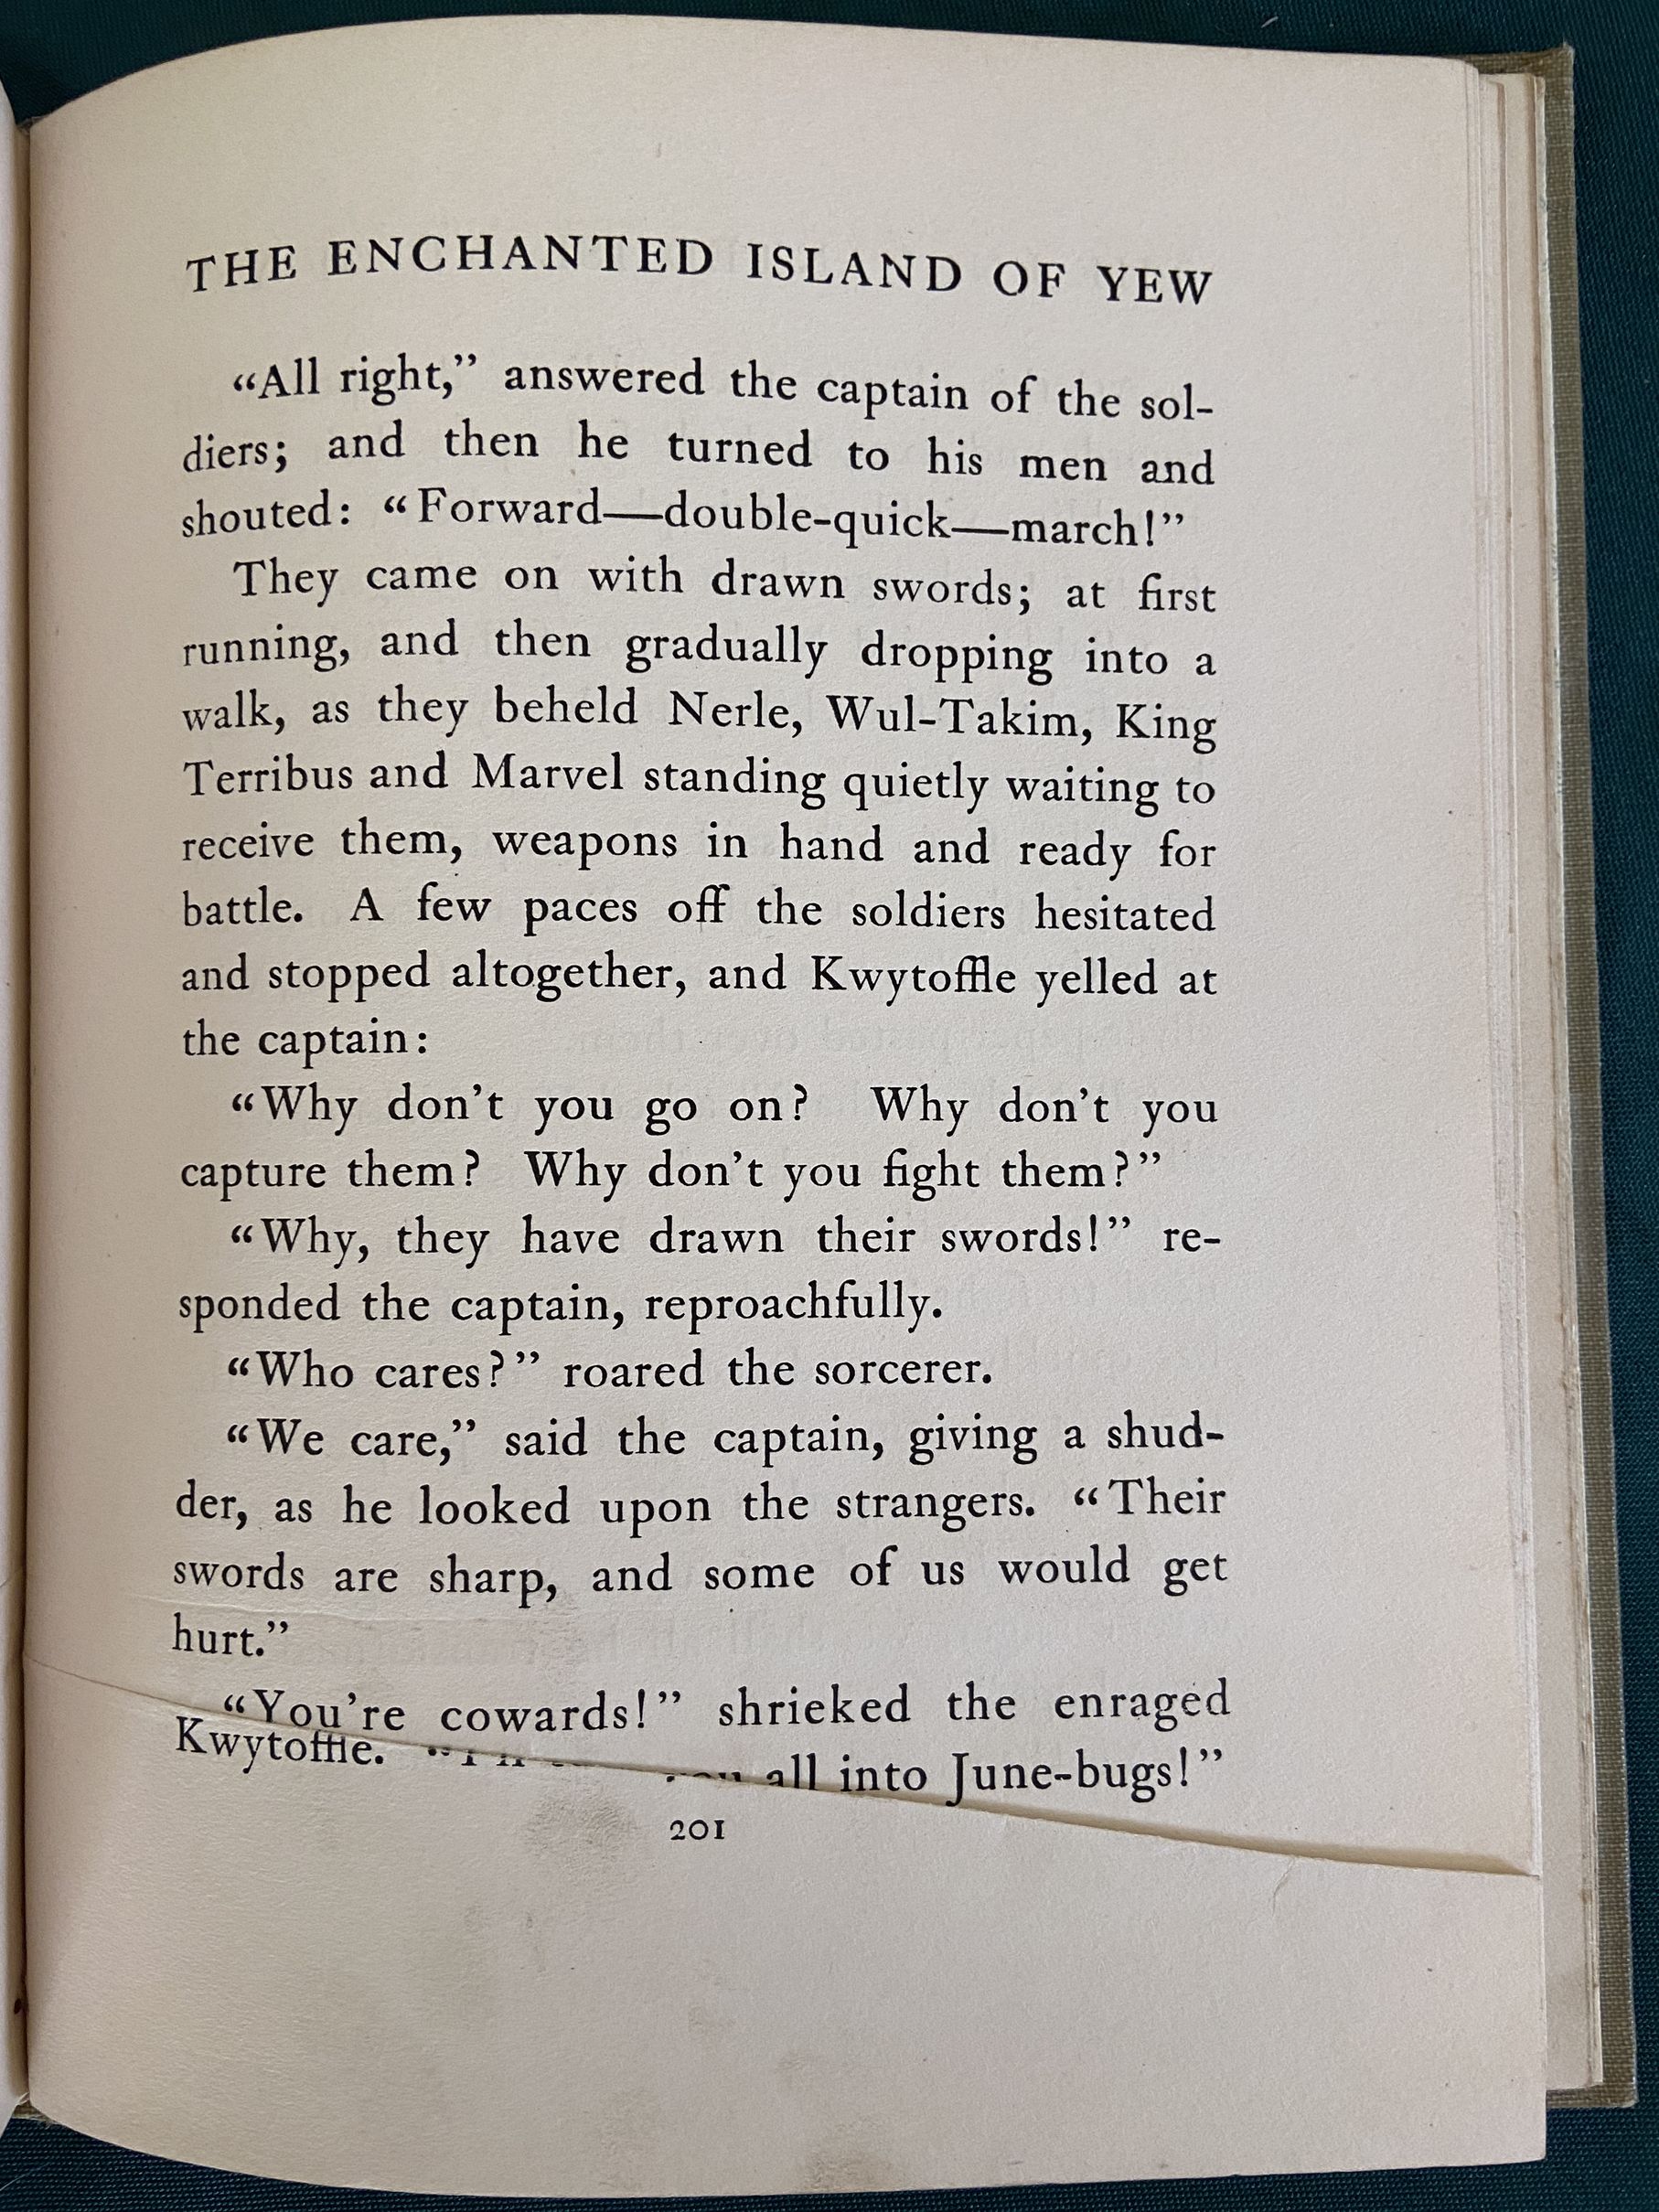 THE ENCHANTED ISLAND OF YEW
“All right,” answered the captain of the sol-
diers; and then he turned to his men and
shouted: “Forward—double-quick—march!”
They came on with drawn swords; at first
running, and then gradually dropping into a
walk, as they beheld Nerle, Wul-Takim, King
Terribus and Marvel standing quietly waiting to
receive them, weapons in hand and ready for
battle. A few paces off the soldiers hesitated
and stopped altogether, and Kwytoffle yelled at
the captain:
“Why don’t you go on? Why don’t you
capture them? Why don’t you fight them?”
“Why, they have drawn their swords!” re-
sponded the captain, reproachfully.
“Who cares?” roared the sorcerer.
“We care,” said the captain, giving a shud-
der, as he looked upon the strangers. “Their
swords are sharp, and some of us would get
hurt.”
“You’re cowards!” shrieked the enraged
Kwytoffle. you all into June-bugs!”
201